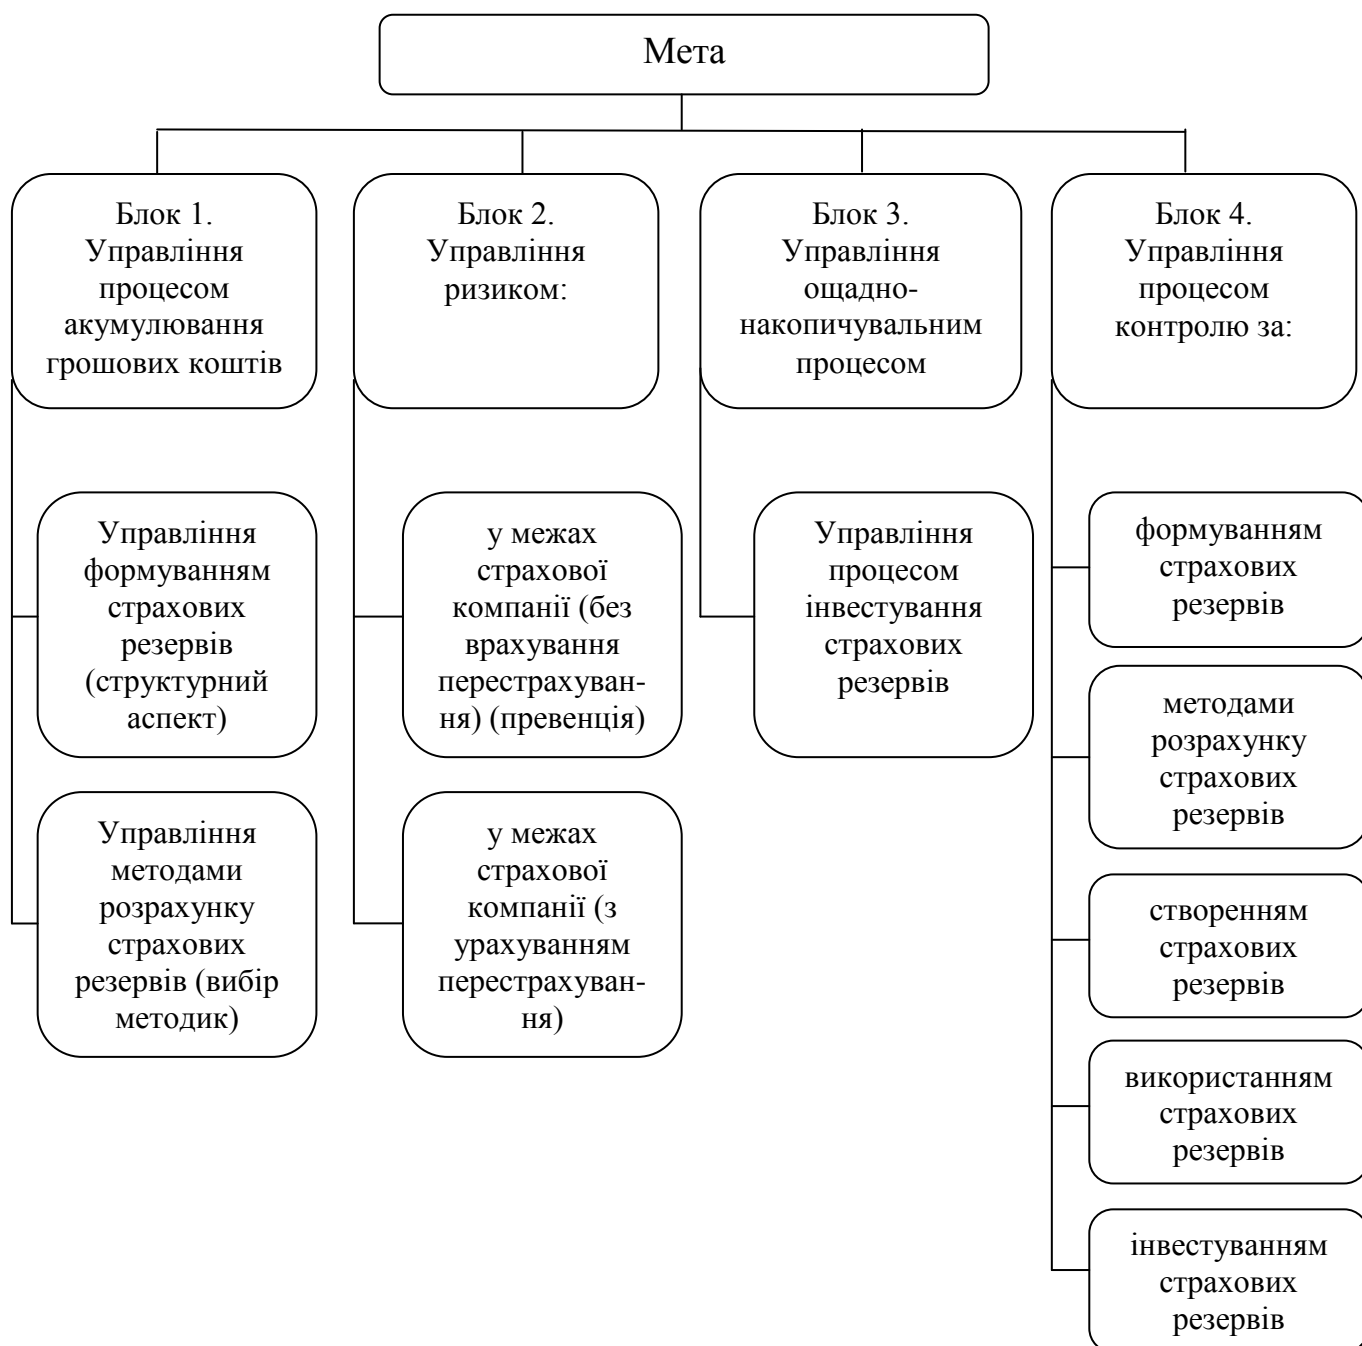 Мета
Блок 1.
Управління
процесом
акумулювання
грошових коштів
Блок 2.
Управління
ризиком:
Блок 3.
Управління
ощадно-
накопичувальним
процесом
Блок 4.
Управління
процесом
контролю за:
Управління
формуванням
страхових
резервів
(структурний
аспект)
Управління
методами
розрахунку
страхових
резервів (вибір
методик)
у межах
страхової
компанії (без
врахування
перестрахуван-
ня) (превенція)
у межах
страхової
компанії (з
урахуванням
перестрахуван-
ня)
Управління
процесом
інвестування
страхових
резервів
формуванням
страхових
резервів
методами
розрахунку
страхових
резервів
створенням
страхових
резервів
використанням
страхових
резервів
інвестуванням
страхових
резервів